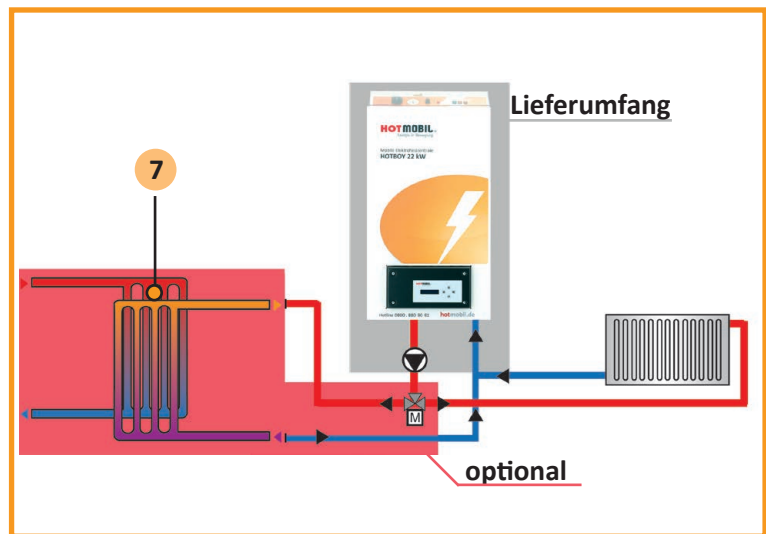 Lieferumfang
HOTMOBIL
HOTBOY 22 kW
7
hotmobil.de
M
optional